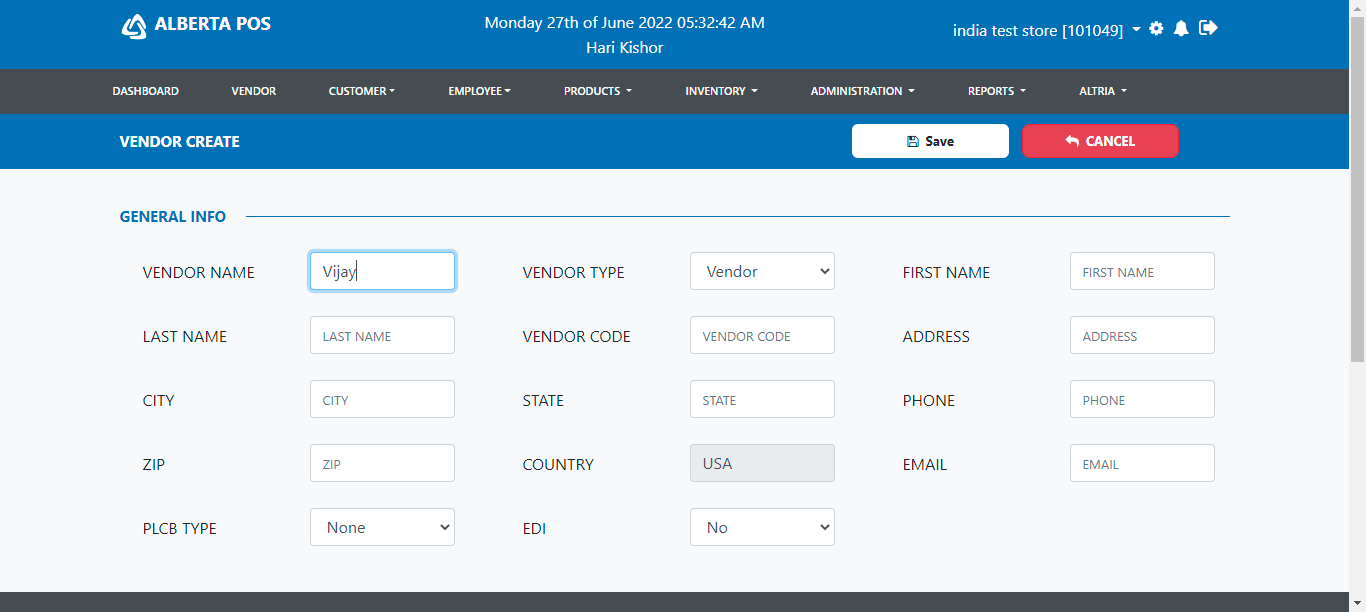 ALBERTA POS
Monday 27th of June 2022 05:32:42 AM
Hari Kishor
india test store [101049]
DASHBOARD VENDOR CUSTOMER EMPLOYEE PRODUCTS INVENTORY ADMINISTRATION REPORTS ALTRIA
VENDOR CREATE Save CANCEL
GENERAL INFO
VENDOR NAME Vijay VENDOR TYPE Vendor FIRST NAME FIRST NAME
LAST NAME LAST NAME VENDOR CODE VENDOR CODE ADDRESS ADDRESS
CITY CITY STATE STATE PHONE PHONE
ZIP ZIP COUNTRY USA EMAIL EMAIL
PLCB TYPE None EDI No